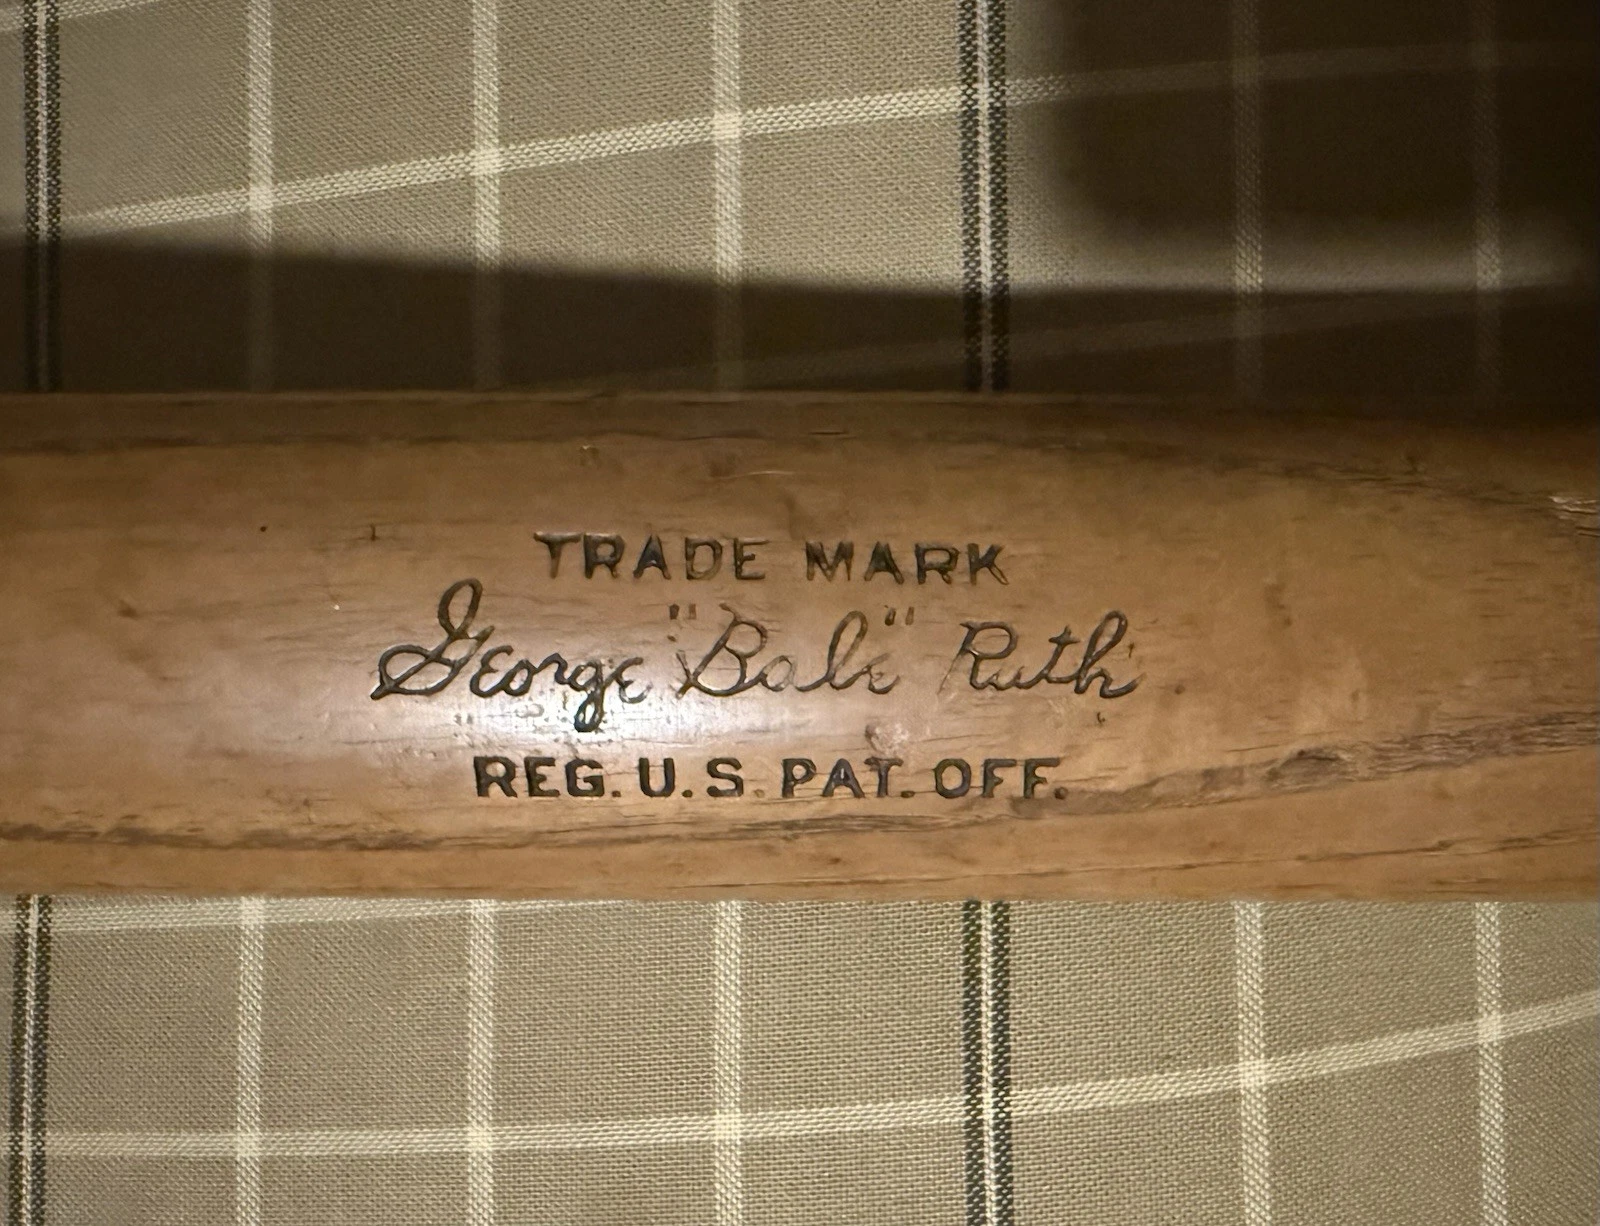 TRADE MARK
George "Babe" Ruth
REG. U.S. PAT. OFF.